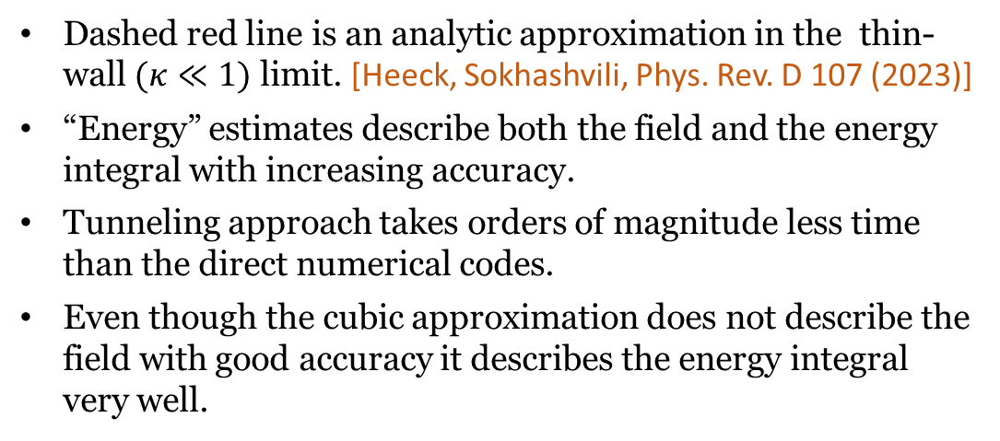 • Dashed red line is an analytic approximation in the thin-
wall (κ ≪ 1) limit. [Heeck, Sokhashvili, Phys. Rev. D 107 (2023)]
• “Energy” estimates describe both the field and the energy
integral with increasing accuracy.
• Tunneling approach takes orders of magnitude less time
than the direct numerical codes.
• Even though the cubic approximation does not describe the
field with good accuracy it describes the energy integral
very well.